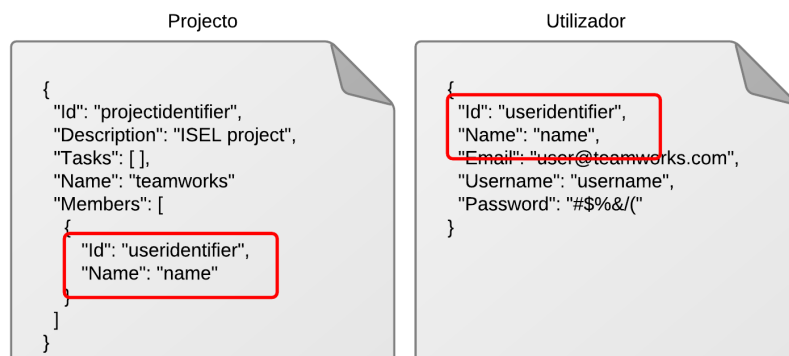 Projecto
{
"Id": "projectidentifier",
"Description": "ISEL project",
"Tasks": [ ],
"Name": "teamworks"
"Members": [
{
"Id": "useridentifier",
"Name": "name"
}
]
}
Utilizador
{
"Id": "useridentifier",
"Name": "name",
"Email": "user@teamworks.com",
"Username": "username",
"Password": "#$%&/("
}